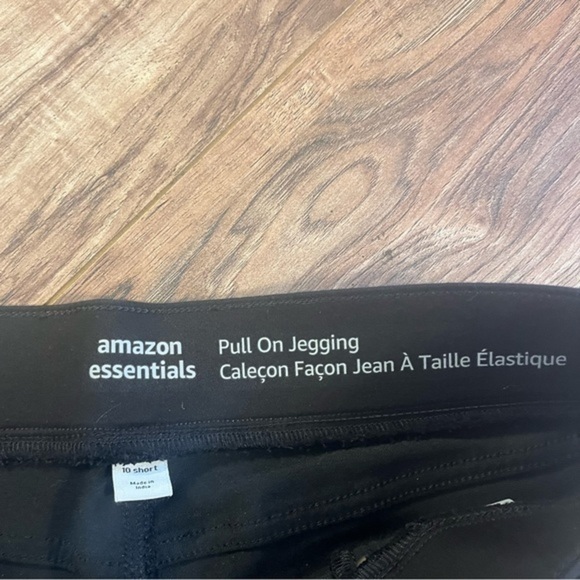 amazon
essentials
Pull On Jegging
Caleçon Façon Jean À Taille Élastique
10 short
Made in
India